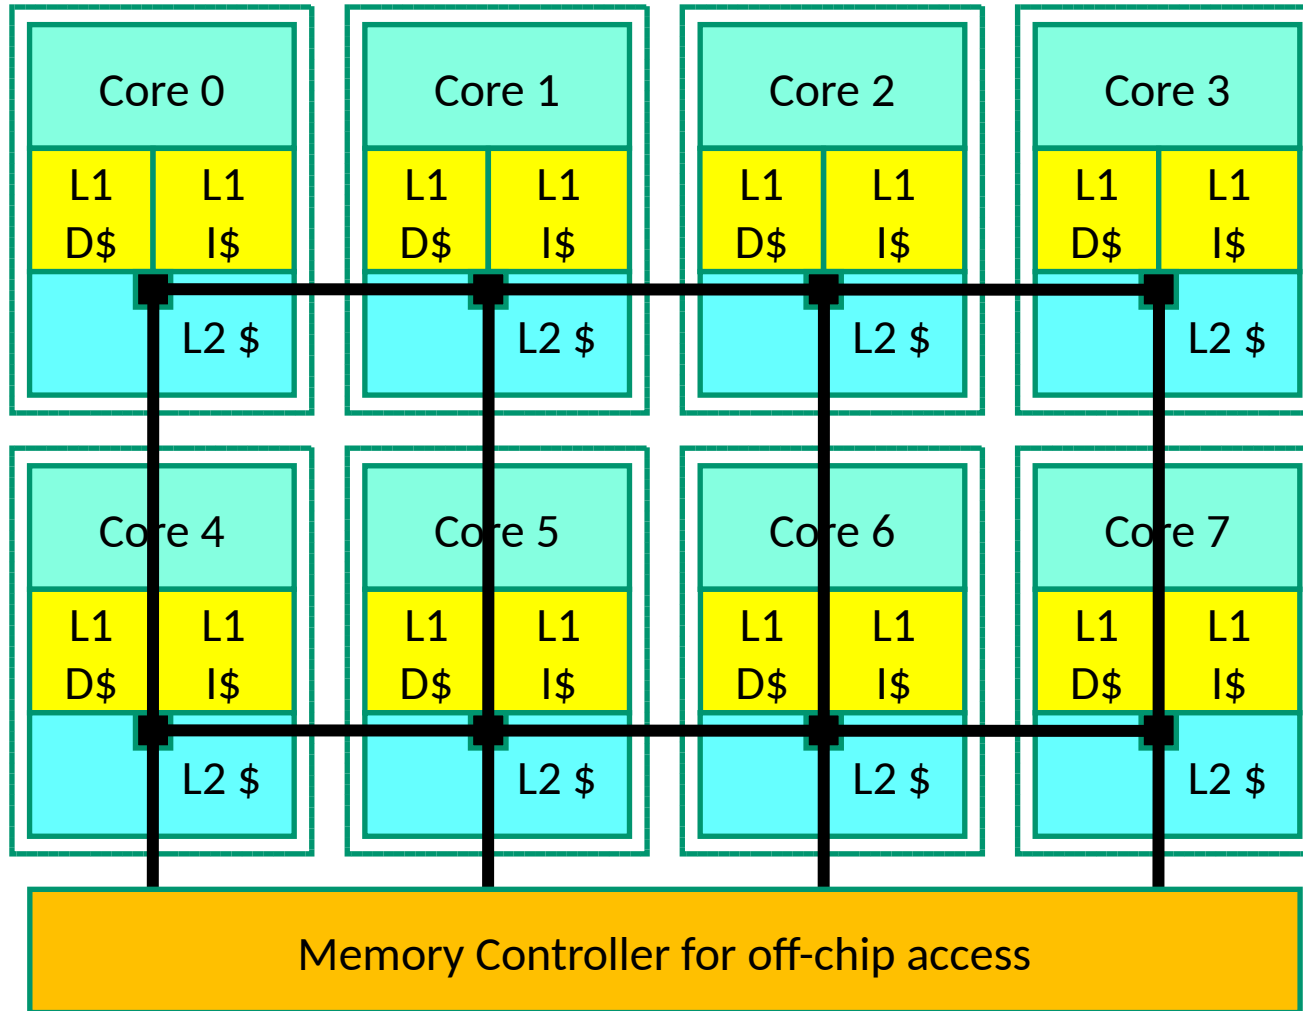 Core 0
Core 1
Core 2
Core 3
L1 L1 L1 L1 L1 L1 L1 L1
D$ I$ D$ I$ D$ I$ D$ I$
L2 $
L2 $
L2 $
L2 $
Core 4
Core 5
Core 6
Core 7
L1 L1 L1 L1 L1 L1 L1 L1
D$ I$ D$ I$ D$ I$ D$ I$
L2 $
L2 $
L2 $
L2 $
Memory Controller for off-chip access